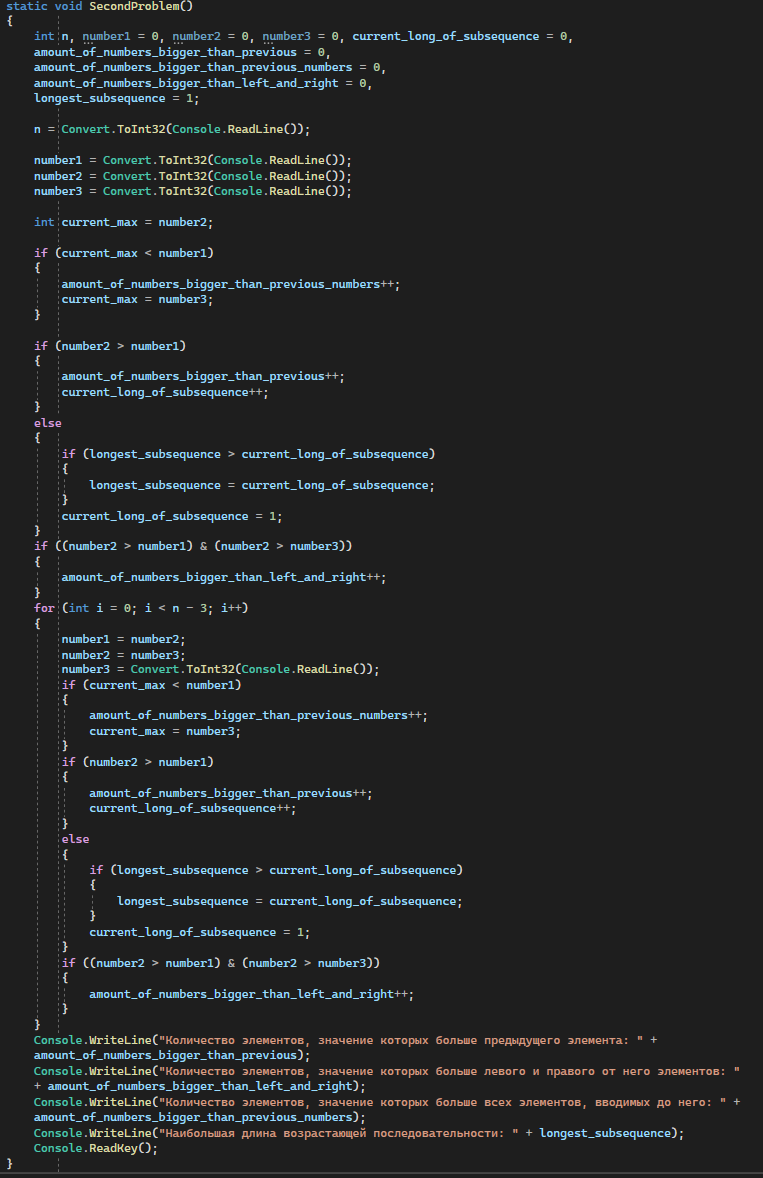 static void SecondProblem()
{
int n, number1 = 0, number2 = 0, number3 = 0, current_long_of_subsequence = 0,
amount_of_numbers_bigger_than_previous = 0,
amount_of_numbers_bigger_than_previous_numbers = 0,
amount_of_numbers_bigger_than_left_and_right = 0,
longest_subsequence = 1;
n = Convert.ToInt32(Console.ReadLine());
number1 = Convert.ToInt32(Console.ReadLine());
number2 = Convert.ToInt32(Console.ReadLine());
number3 = Convert.ToInt32(Console.ReadLine());
int current_max = number2;
if (current_max < number1)
{
amount_of_numbers_bigger_than_previous_numbers++;
current_max = number3;
}
if (number2 > number1)
{
amount_of_numbers_bigger_than_previous++;
current_long_of_subsequence++;
}
else
{
if (longest_subsequence > current_long_of_subsequence)
{
longest_subsequence = current_long_of_subsequence;
}
current_long_of_subsequence = 1;
}
if ((number2 > number1) & (number2 > number3))
{
amount_of_numbers_bigger_than_left_and_right++;
}
for (int i = 0; i < n - 3; i++)
{
number1 = number2;
number2 = number3;
number3 = Convert.ToInt32(Console.ReadLine());
if (current_max < number1)
{
amount_of_numbers_bigger_than_previous_numbers++;
current_max = number3;
}
if (number2 > number1)
{
amount_of_numbers_bigger_than_previous++;
current_long_of_subsequence++;
}
else
{
if (longest_subsequence > current_long_of_subsequence)
{
longest_subsequence = current_long_of_subsequence;
}
current_long_of_subsequence = 1;
}
if ((number2 > number1) & (number2 > number3))
{
amount_of_numbers_bigger_than_left_and_right++;
}
}
Console.WriteLine("Количество элементов, значение которых больше предыдущего элемента: " +
amount_of_numbers_bigger_than_previous);
Console.WriteLine("Количество элементов, значение которых больше левого и правого от него элементов: "
+ amount_of_numbers_bigger_than_left_and_right);
Console.WriteLine("Количество элементов, значение которых больше всех элементов, вводимых до него: " +
amount_of_numbers_bigger_than_previous_numbers);
Console.WriteLine("Наибольшая длина возрастающей последовательности: " + longest_subsequence);
Console.ReadKey();
}